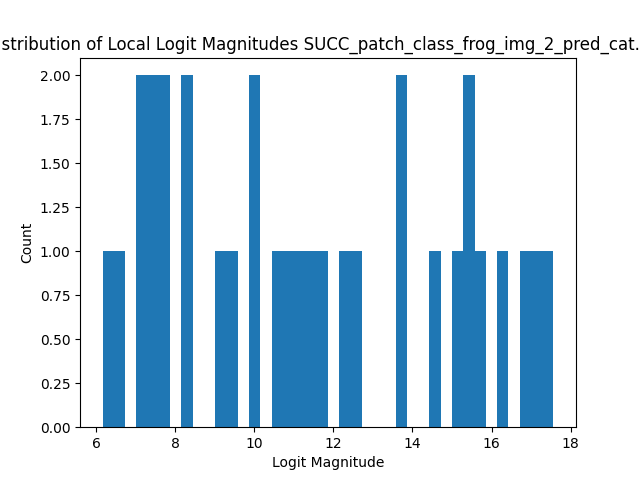 stribution of Local Logit Magnitudes SUCC_patch_class_frog_img_2_pred_cat.
2.00
1.75
1.50
1.25
1.00
0.75
0.50
0.25
0.00
Count
6 8 10 12 14 16 18
Logit Magnitude